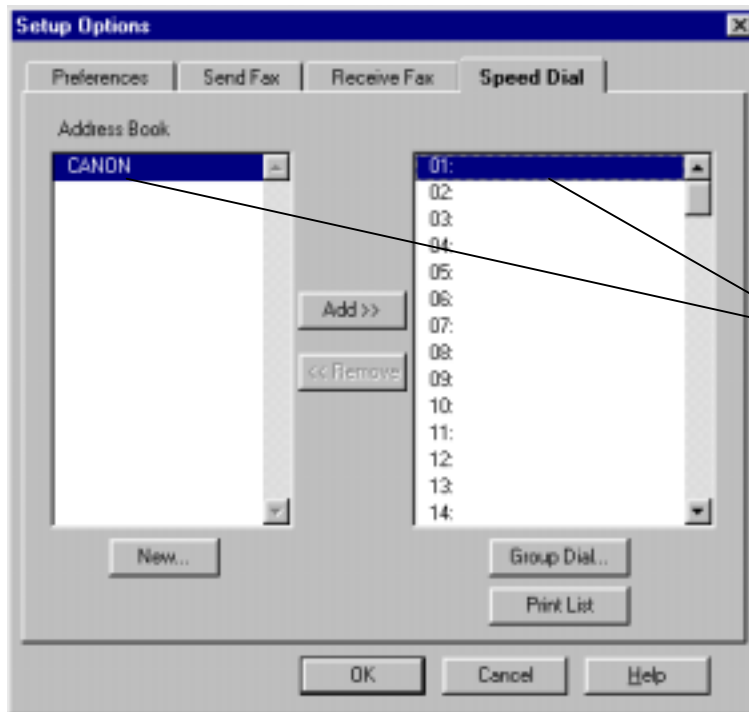 Setup Options
Preferences Send Fax Receive Fax Speed Dial
Address Book
CANON
01:
02:
03:
04:
05:
06:
07:
08:
09:
10:
11:
12:
13:
14:
Add >>
<< Remove
New...
Group Dial...
Print List
OK Cancel Help